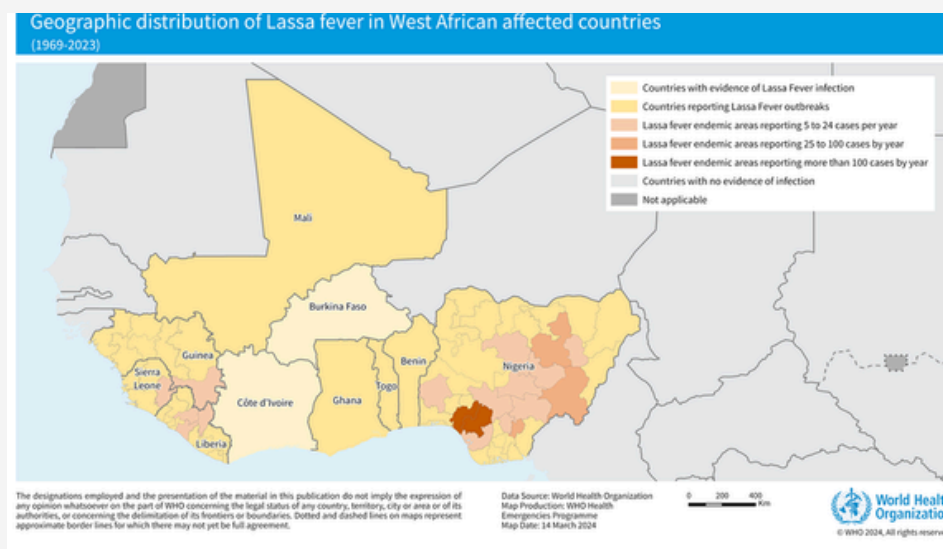 Geographic distribution of Lassa fever in West African affected countries
(1969-2023)
Countries with evidence of Lassa Fever infection
Countries reporting Lassa Fever outbreaks
Lassa fever endemic areas reporting 5 to 24 cases per year
Lassa fever endemic areas reporting 25 to 100 cases by year
Lassa fever endemic areas reporting more than 100 cases by year
Countries with no evidence of infection
Not applicable
Mali
Burkina Faso
Guinea
Sierra
Leone
Liberia
Côte d'Ivoire
Ghana
Togo
Benin
Nigeria
The designations employed and the presentation of the material in this publication do not imply the expression of
any opinion whatsoever on the part of WHO concerning the legal status of any country, territory, city or area or of its
authorities, or concerning the delimitation of its frontiers or boundaries. Dotted and dashed lines on maps represent
approximate border lines for which there may not yet be full agreement.
Data Source: World Health Organization
Map Production: WHO Health
Emergencies Programme
Map Date: 14 March 2024
0 200 400
Km
World Health
Organizatio
© WHO 2024, All rights reserve